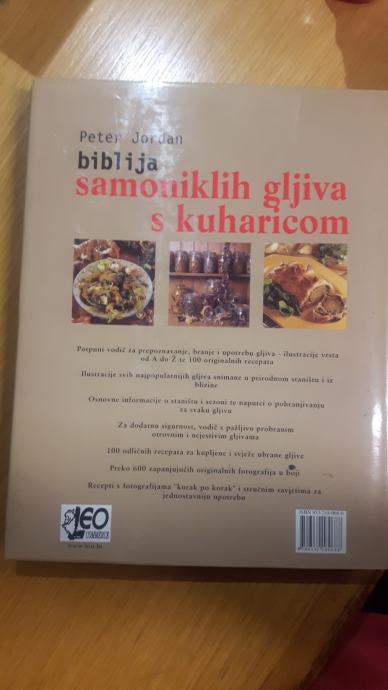 Peter Jordan
biblija
samoniklih gljiva
s kuharicom
Potpuni vodič za prepoznavanje, branje i upotrebu gljiva - ilustracije vrsta
od A do Ž te 100 originalnih recepata
Ilustracije svih najpopularnijih gljiva snimane u prirodnom staništu i iz
blizine
Osnovne informacije o staništu i sezoni te naputci o pohranjivanju
za svaku gljivu
Za dodatnu sigurnost, vodič s pažljivo probranim
otrovnim i nejestivim gljivama
100 odličnih recepata za kupljene i svježe ubrane gljive
Preko 600 zapanjujućih originalnih fotografija u boji
Recepti s fotografijama "korak po korak" i stručnim savjetima za
jednostavniju upotrebu
LEO
COMMERCE
ISBN